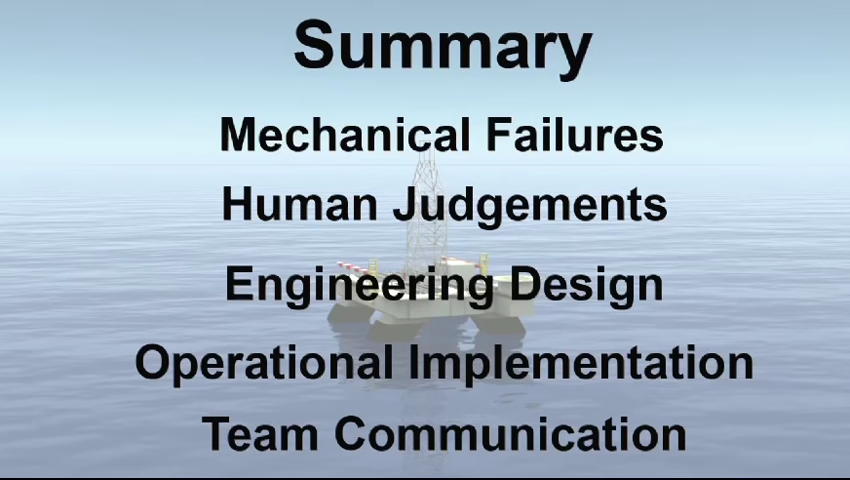 Summary
Mechanical Failures
Human Judgements
Engineering Design
Operational Implementation
Team Communication